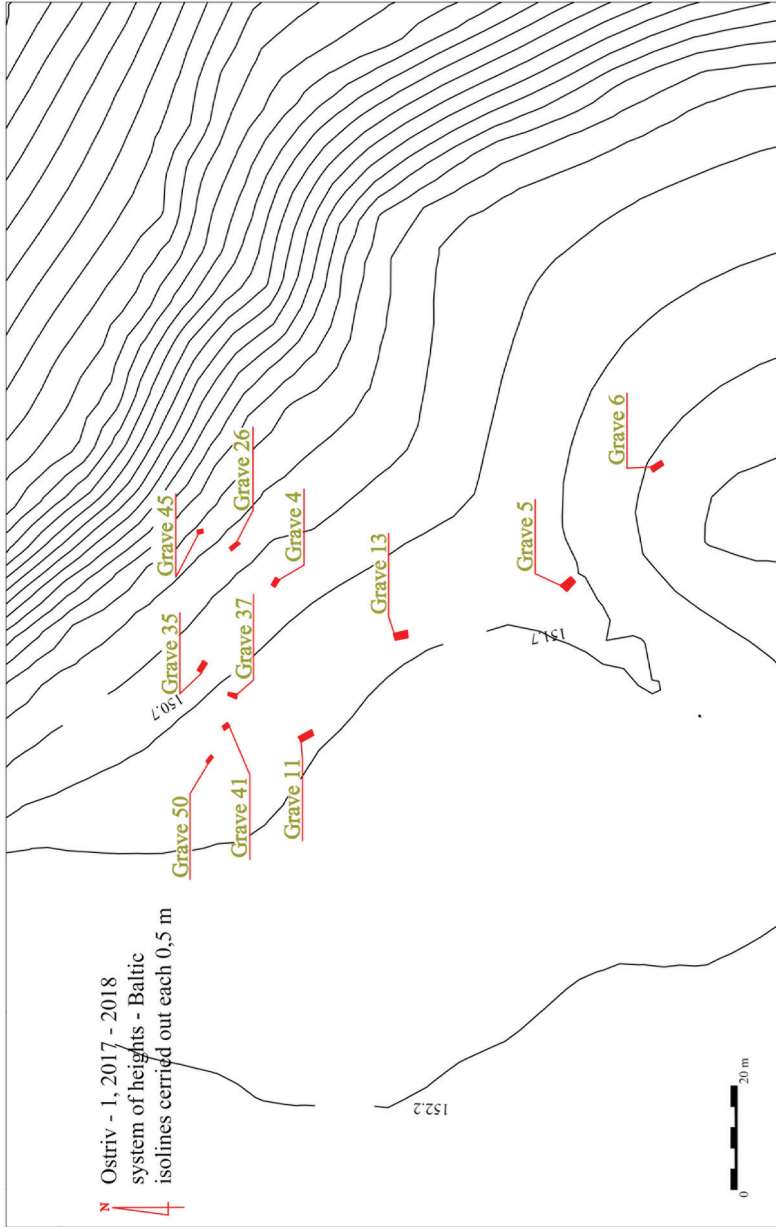 N
Ostriv - 1, 2017 - 2018
system of heights - Baltic
isolines cerried out each 0,5 m
Grave 45
Grave 26
Grave 4
Grave 35
Grave 37
Grave 13
Grave 5
Grave 6
150.7
151.7
Grave 50
Grave 41
Grave 11
152.2
0
20 m